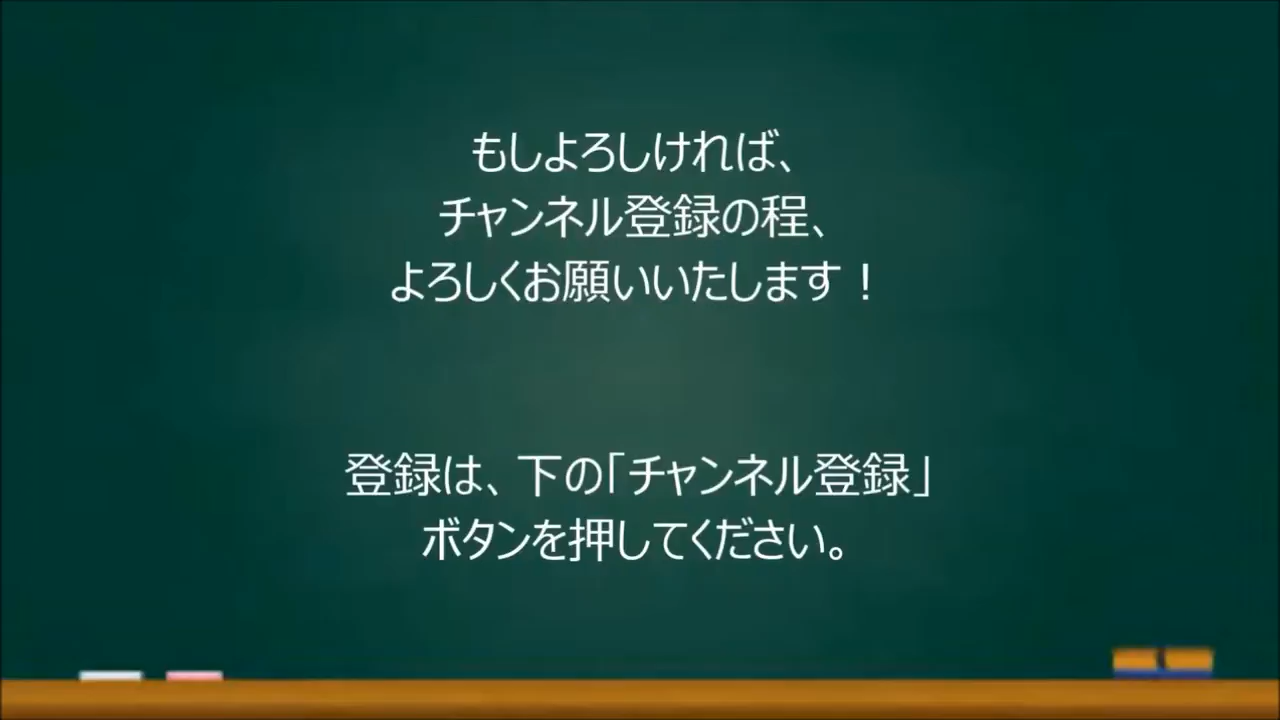 もしよろしければ、
チャンネル登録の程、
よろしくお願いいたします！
登録は、下の「チャンネル登録」
ボタンを押してください。